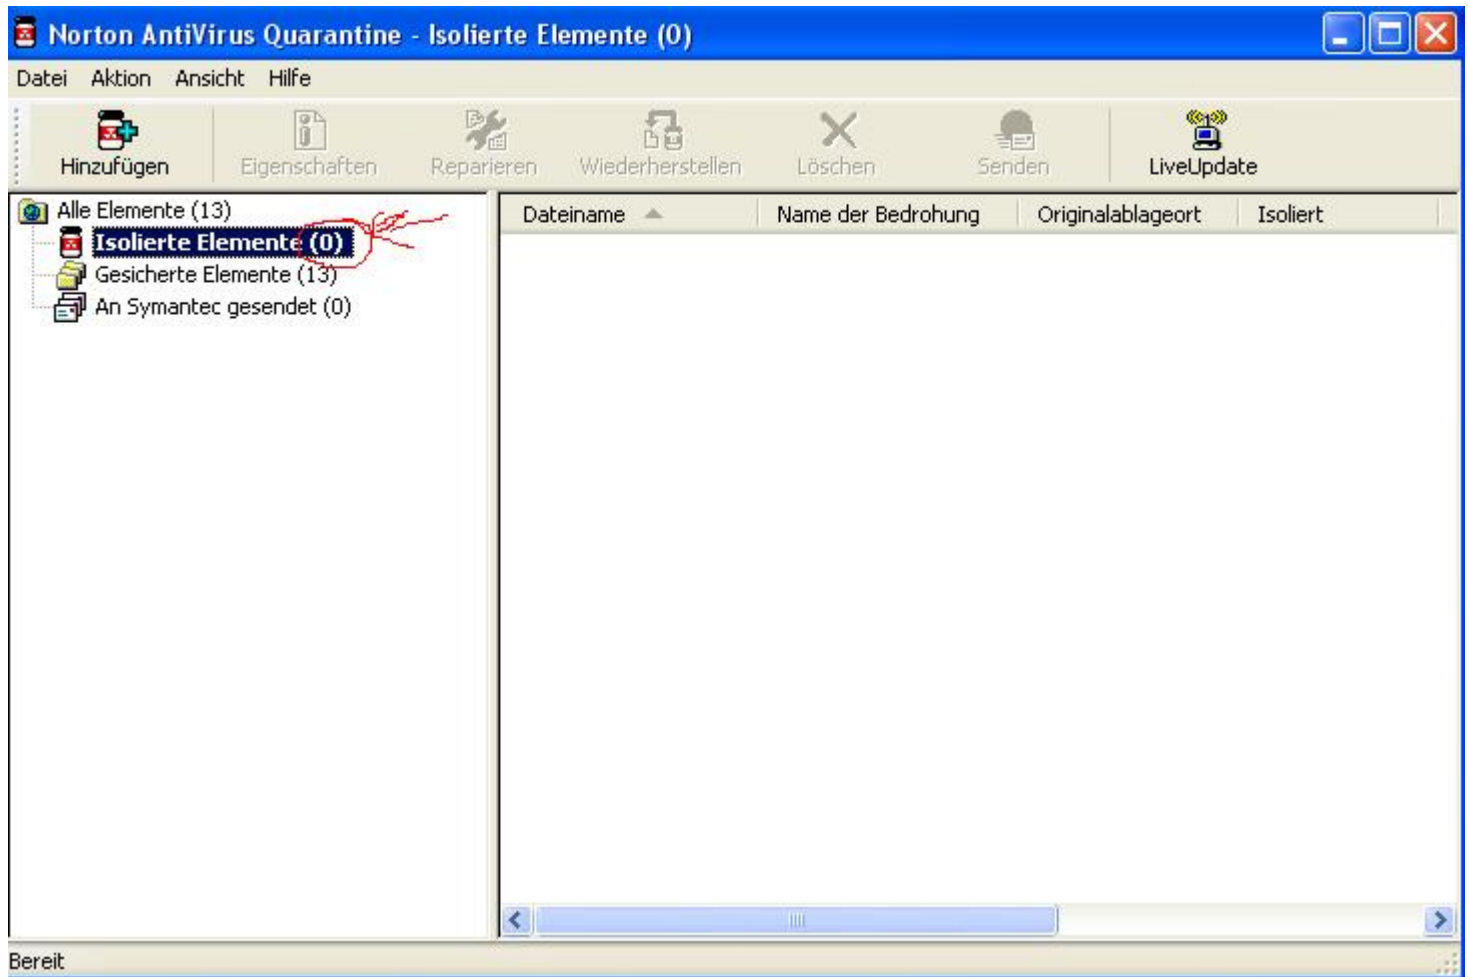 Norton AntiVirus Quarantine - Isolierte Elemente (0)
Datei Aktion Ansicht Hilfe
Hinzufügen Eigenschaften Reparieren Wiederherstellen Löschen Senden LiveUpdate
Alle Elemente (13)
Isolierte Elemente (0)
Gesicherte Elemente (13)
An Symantec gesendet (0)
Dateiname Name der Bedrohung Originalablageort Isoliert
Bereit